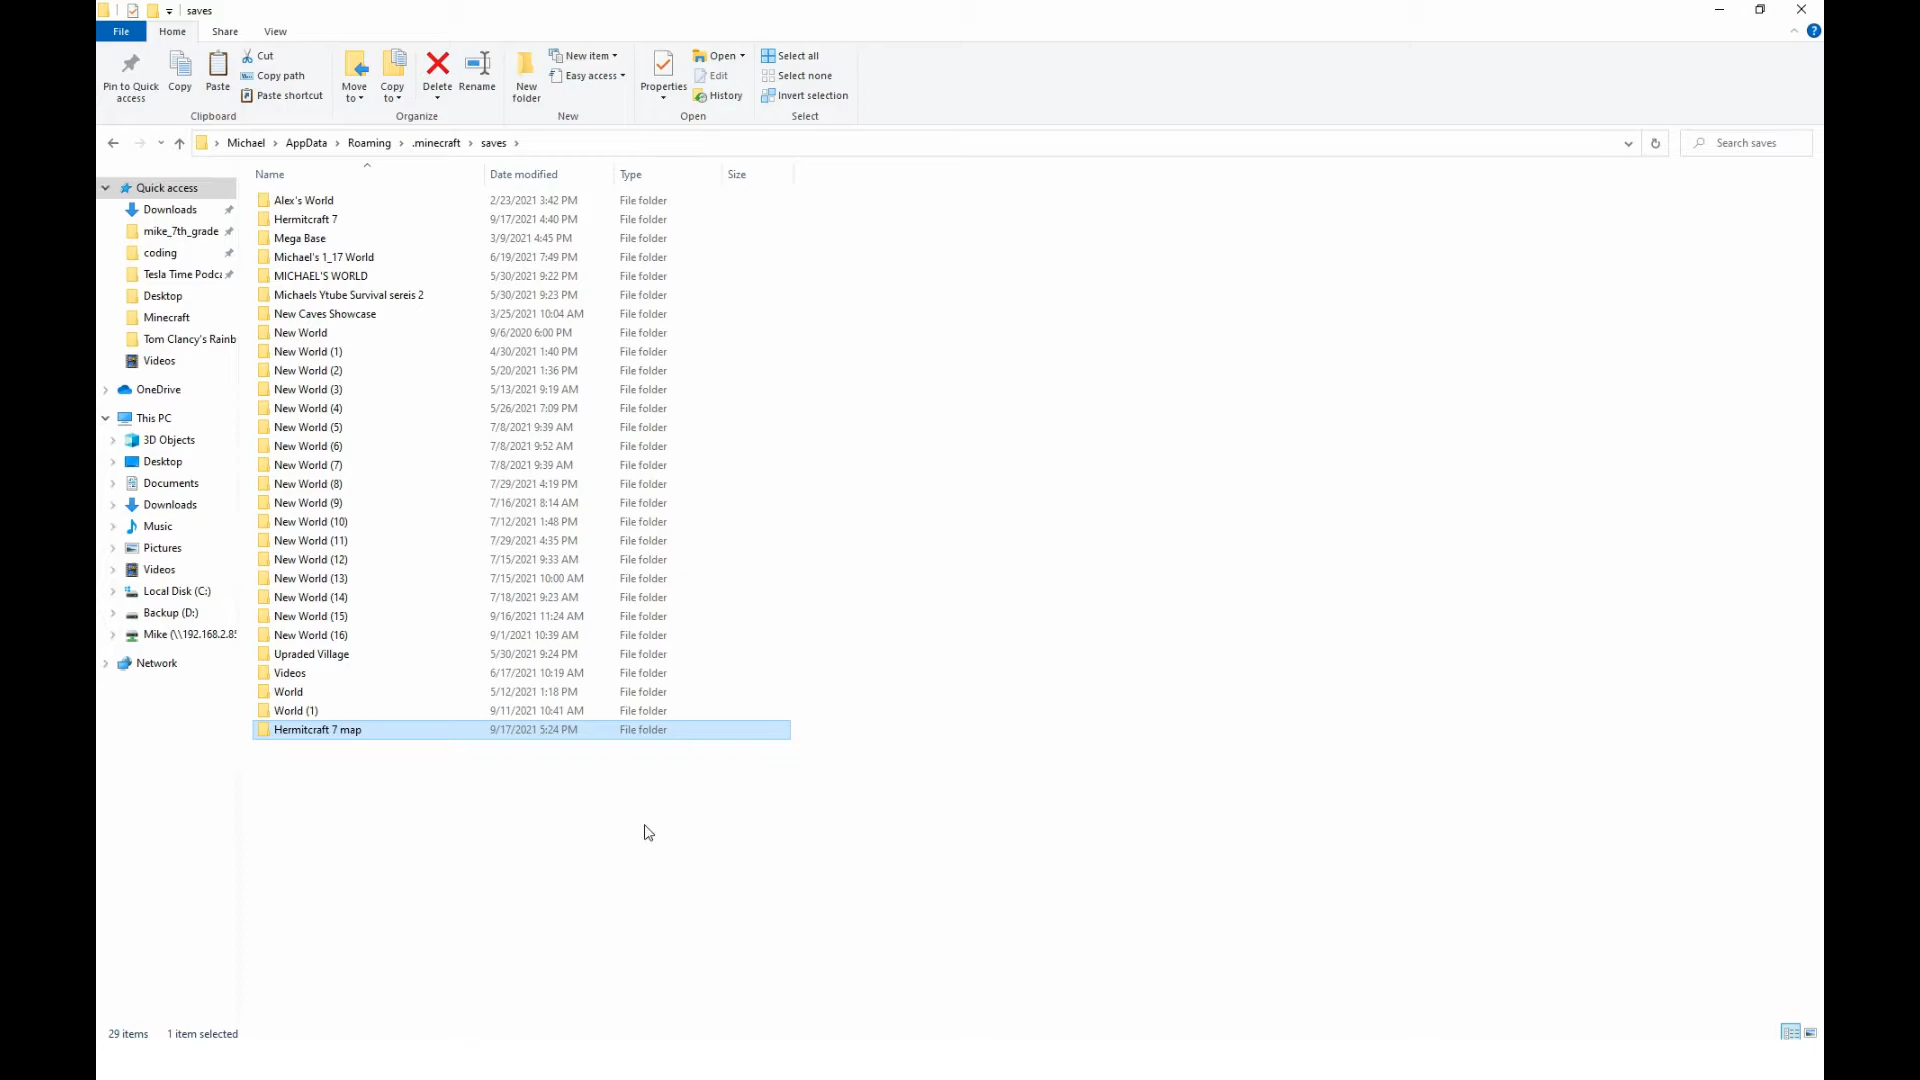 saves
File Home Share View
Pin to Quick access
Copy
Paste
Cut
Copy path
Paste shortcut
Clipboard
Move to
Copy to
Delete
Rename
Organize
New folder
New item
Easy access
New
Properties
Open
Edit
History
Open
Select all
Select none
Invert selection
Select
Michael > AppData > Roaming > .minecraft > saves >
Search saves
Name Date modified Type Size
Quick access
Downloads
mike_7th_grade
coding
Tesla Time Podca
Desktop
Minecraft
Tom Clancy's Rainb
Videos
OneDrive
This PC
3D Objects
Desktop
Documents
Downloads
Music
Pictures
Videos
Local Disk (C:)
Backup (D:)
Mike (\\192.168.2.85
Network
Alex's World 2/23/2021 3:42 PM File folder
Hermitcraft 7 9/17/2021 4:40 PM File folder
Mega Base 3/9/2021 4:45 PM File folder
Michael's 1_17 World 6/19/2021 7:49 PM File folder
MICHAEL'S WORLD 5/30/2021 9:22 PM File folder
Michaels Ytube Survival sereis 2 5/30/2021 9:23 PM File folder
New Caves Showcase 3/25/2021 10:04 AM File folder
New World 9/6/2020 6:00 PM File folder
New World (1) 4/30/2021 1:40 PM File folder
New World (2) 5/20/2021 1:36 PM File folder
New World (3) 5/13/2021 9:19 AM File folder
New World (4) 5/26/2021 7:09 PM File folder
New World (5) 7/8/2021 9:39 AM File folder
New World (6) 7/8/2021 9:52 AM File folder
New World (7) 7/8/2021 9:39 AM File folder
New World (8) 7/29/2021 4:19 PM File folder
New World (9) 7/16/2021 8:14 AM File folder
New World (10) 7/12/2021 1:48 PM File folder
New World (11) 7/29/2021 4:35 PM File folder
New World (12) 7/15/2021 9:33 AM File folder
New World (13) 7/15/2021 10:00 AM File folder
New World (14) 7/18/2021 9:23 AM File folder
New World (15) 9/16/2021 11:24 AM File folder
New World (16) 9/1/2021 10:39 AM File folder
Upraded Village 5/30/2021 9:24 PM File folder
Videos 6/17/2021 10:19 AM File folder
World 5/12/2021 1:18 PM File folder
World (1) 9/11/2021 10:41 AM File folder
Hermitcraft 7 map 9/17/2021 5:24 PM File folder
29 items 1 item selected